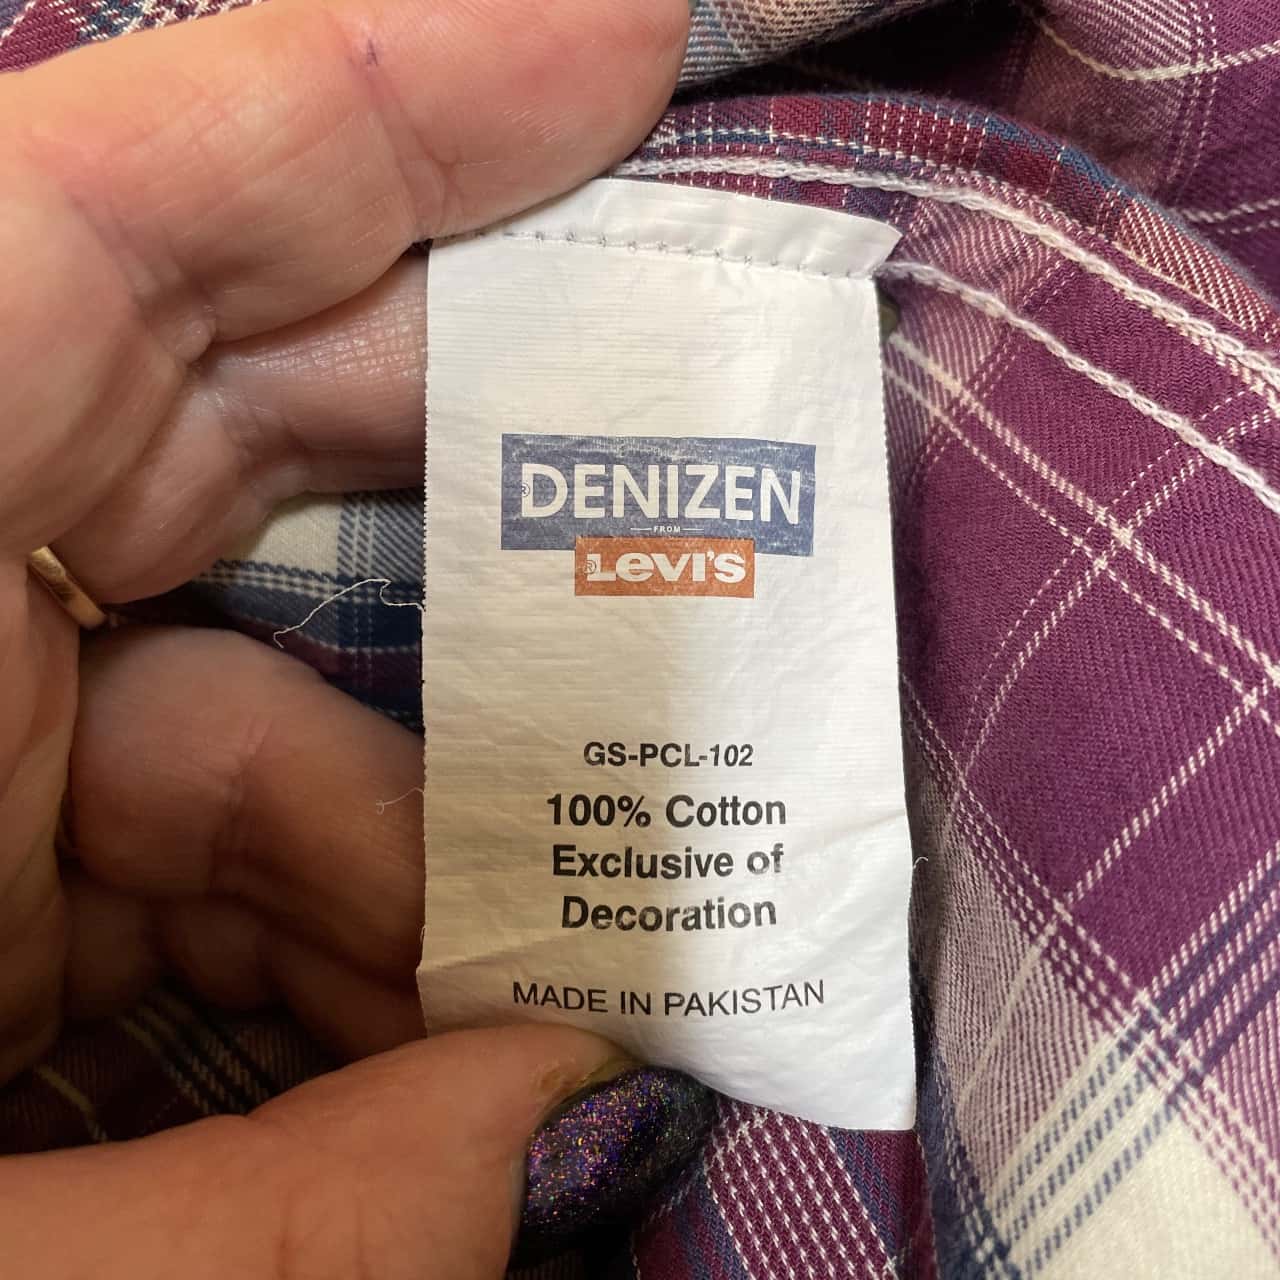 ® DENIZEN
FROM
® Levi's
GS-PCL-102
100% Cotton
Exclusive of
Decoration
MADE IN PAKISTAN